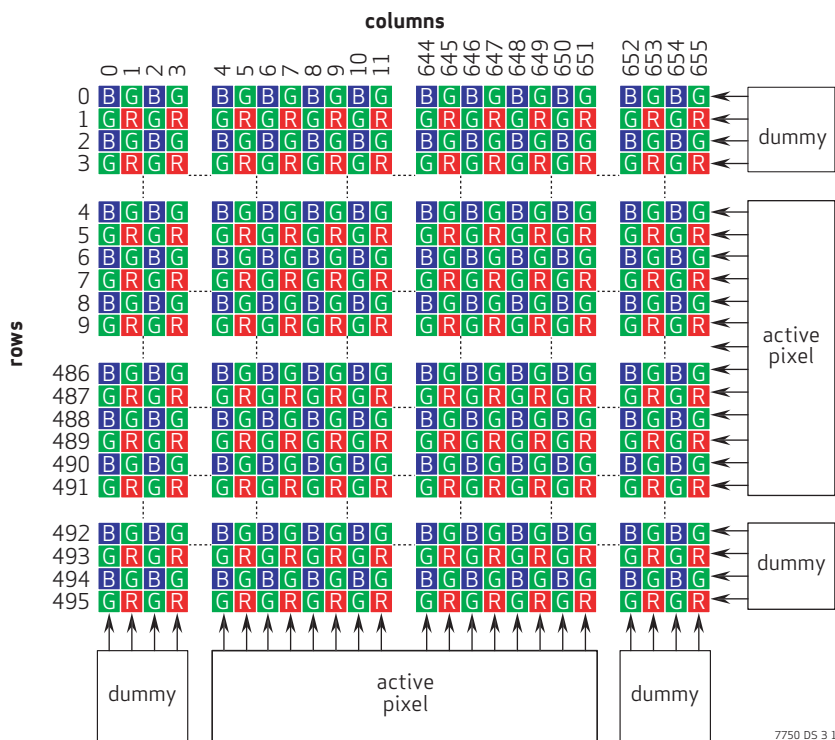 columns
0 1 2 3 4 5 6 7 8 9 10 11 644 645 646 647 648 649 650 651 652 653 654 655
0 B G B G B G B G B G B G B G B G B G B G B G B G
1 G R G R G R G R G R G R G R G R G R G R G R G R
2 B G B G B G B G B G B G B G B G B G B G B G B G
3 G R G R G R G R G R G R G R G R G R G R G R G R
dummy
4 B G B G B G B G B G B G B G B G B G B G B G B G
5 G R G R G R G R G R G R G R G R G R G R G R G R
6 B G B G B G B G B G B G B G B G B G B G B G B G
7 G R G R G R G R G R G R G R G R G R G R G R G R
8 B G B G B G B G B G B G B G B G B G B G B G B G
9 G R G R G R G R G R G R G R G R G R G R G R G R
rows
active
pixel
486 B G B G B G B G B G B G B G B G B G B G B G B G
487 G R G R G R G R G R G R G R G R G R G R G R G R
488 B G B G B G B G B G B G B G B G B G B G B G B G
489 G R G R G R G R G R G R G R G R G R G R G R G R
490 B G B G B G B G B G B G B G B G B G B G B G B G
491 G R G R G R G R G R G R G R G R G R G R G R G R
492 B G B G B G B G B G B G B G B G B G B G B G B G
493 G R G R G R G R G R G R G R G R G R G R G R G R
494 B G B G B G B G B G B G B G B G B G B G B G B G
495 G R G R G R G R G R G R G R G R G R G R G R G R
dummy
dummy
active
pixel
dummy
7750 DS 3 1